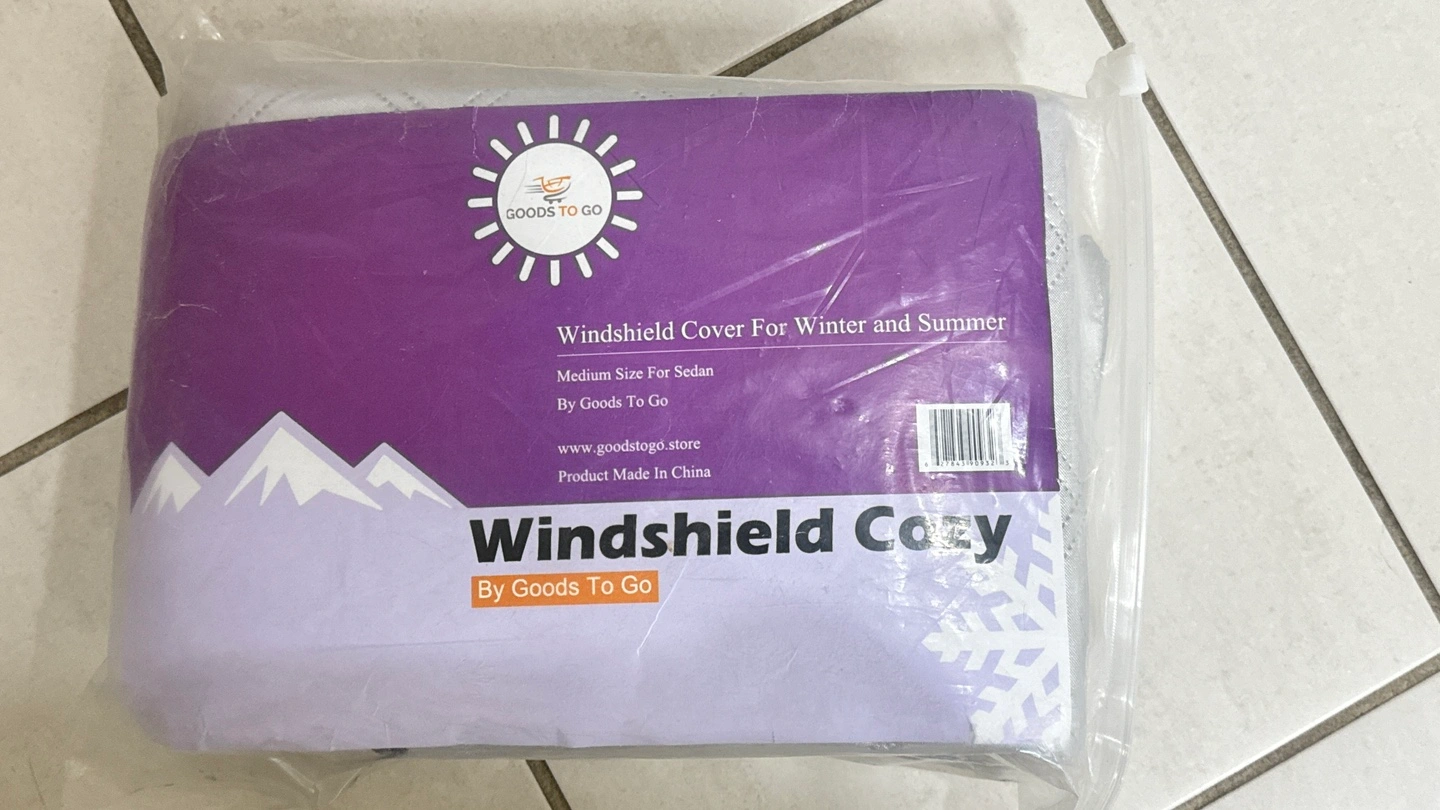 GOODS TO GO
Windshield Cover For Winter and Summer
Medium Size For Sedan
By Goods To Go
www.goodstogo.store
Product Made In China
Windshield Cozy
By Goods To Go